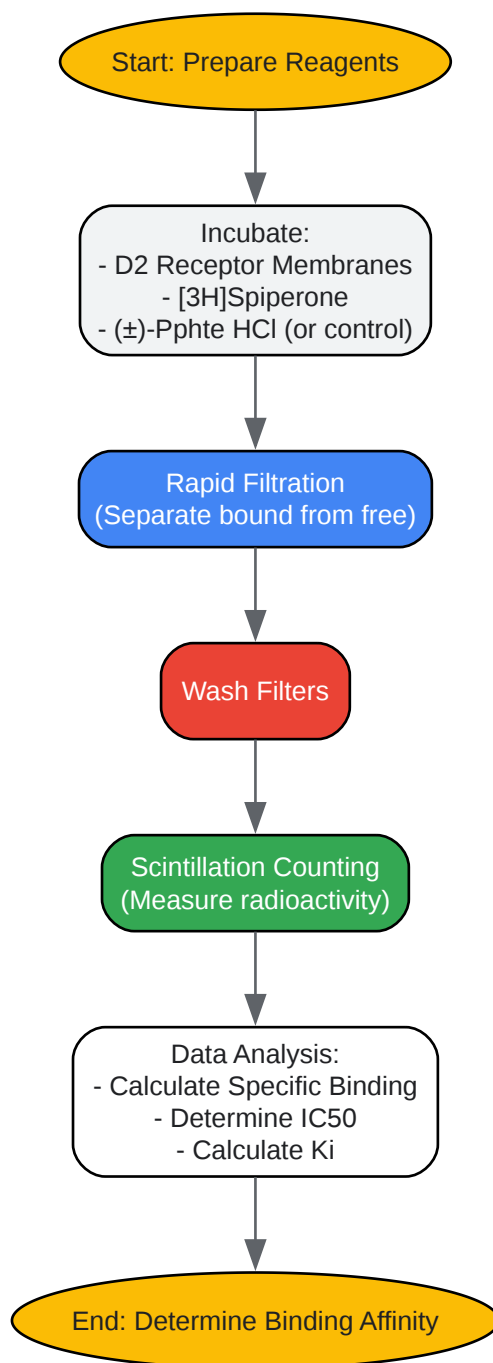 Start: Prepare Reagents
Incubate:
- D2 Receptor Membranes
- [3H]Spiperone
- (±)-Pphte HCl (or control)
Rapid Filtration
(Separate bound from free)
Wash Filters
Scintillation Counting
(Measure radioactivity)
Data Analysis:
- Calculate Specific Binding
- Determine IC50
- Calculate Ki
End: Determine Binding Affinity